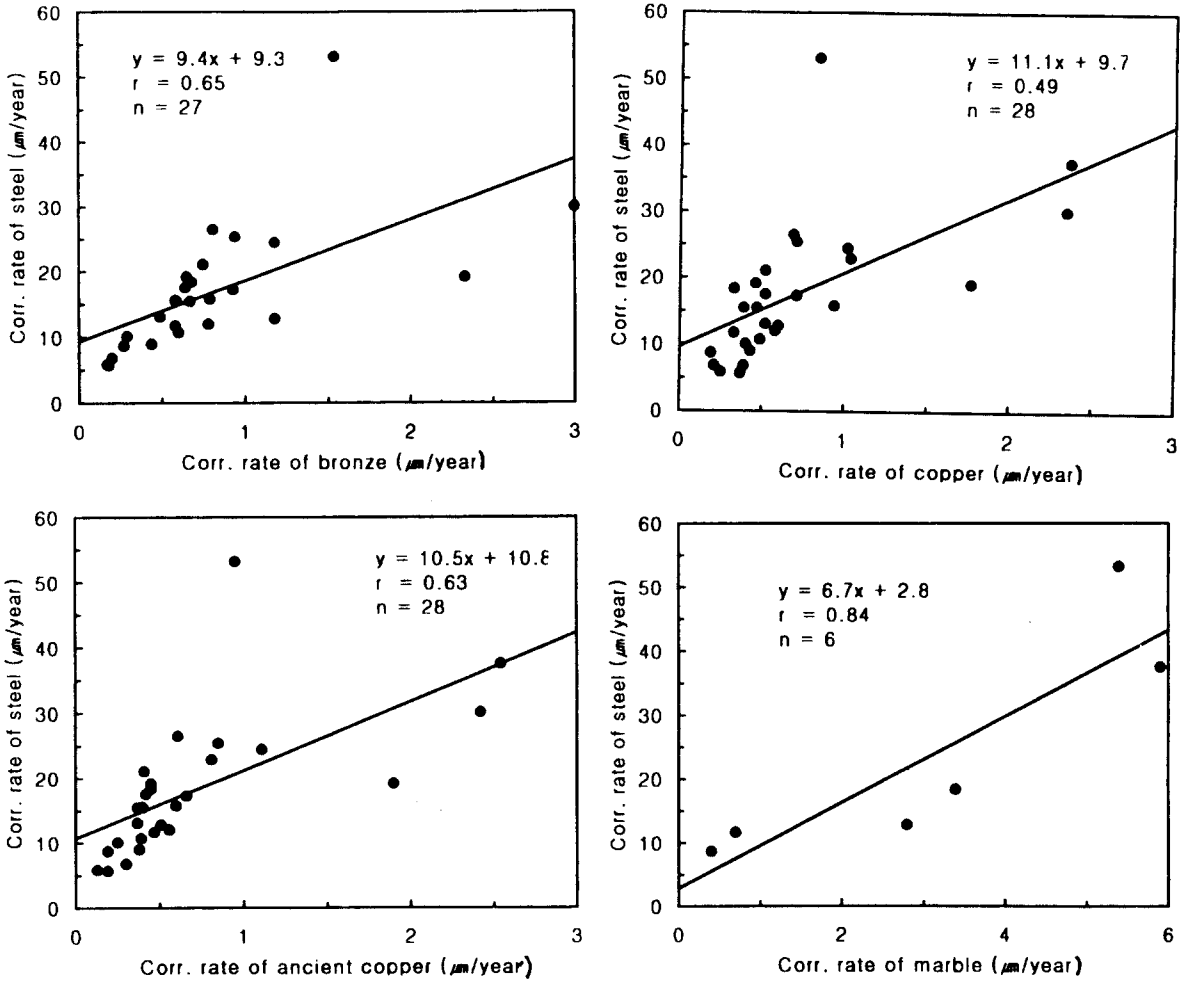 60
50
40
30
20
10
0
Corr. rate of steel (μm/year)
y = 9.4x + 9.3
r = 0.65
n = 27
0 1 2 3
Corr. rate of bronze (μm/year)
60
50
40
30
20
10
0
Corr. rate of steel (μm/year)
y = 11.1x + 9.7
r = 0.49
n = 28
0 1 2 3
Corr. rate of copper (μm/year)
60
50
40
30
20
10
0
Corr. rate of steel (μm/year)
y = 10.5x + 10.8
r = 0.63
n = 28
0 1 2 3
Corr. rate of ancient copper (μm/year)
60
50
40
30
20
10
0
Corr. rate of steel (μm/year)
y = 6.7x + 2.8
r = 0.84
n = 6
0 2 4 6
Corr. rate of marble (μm/year)